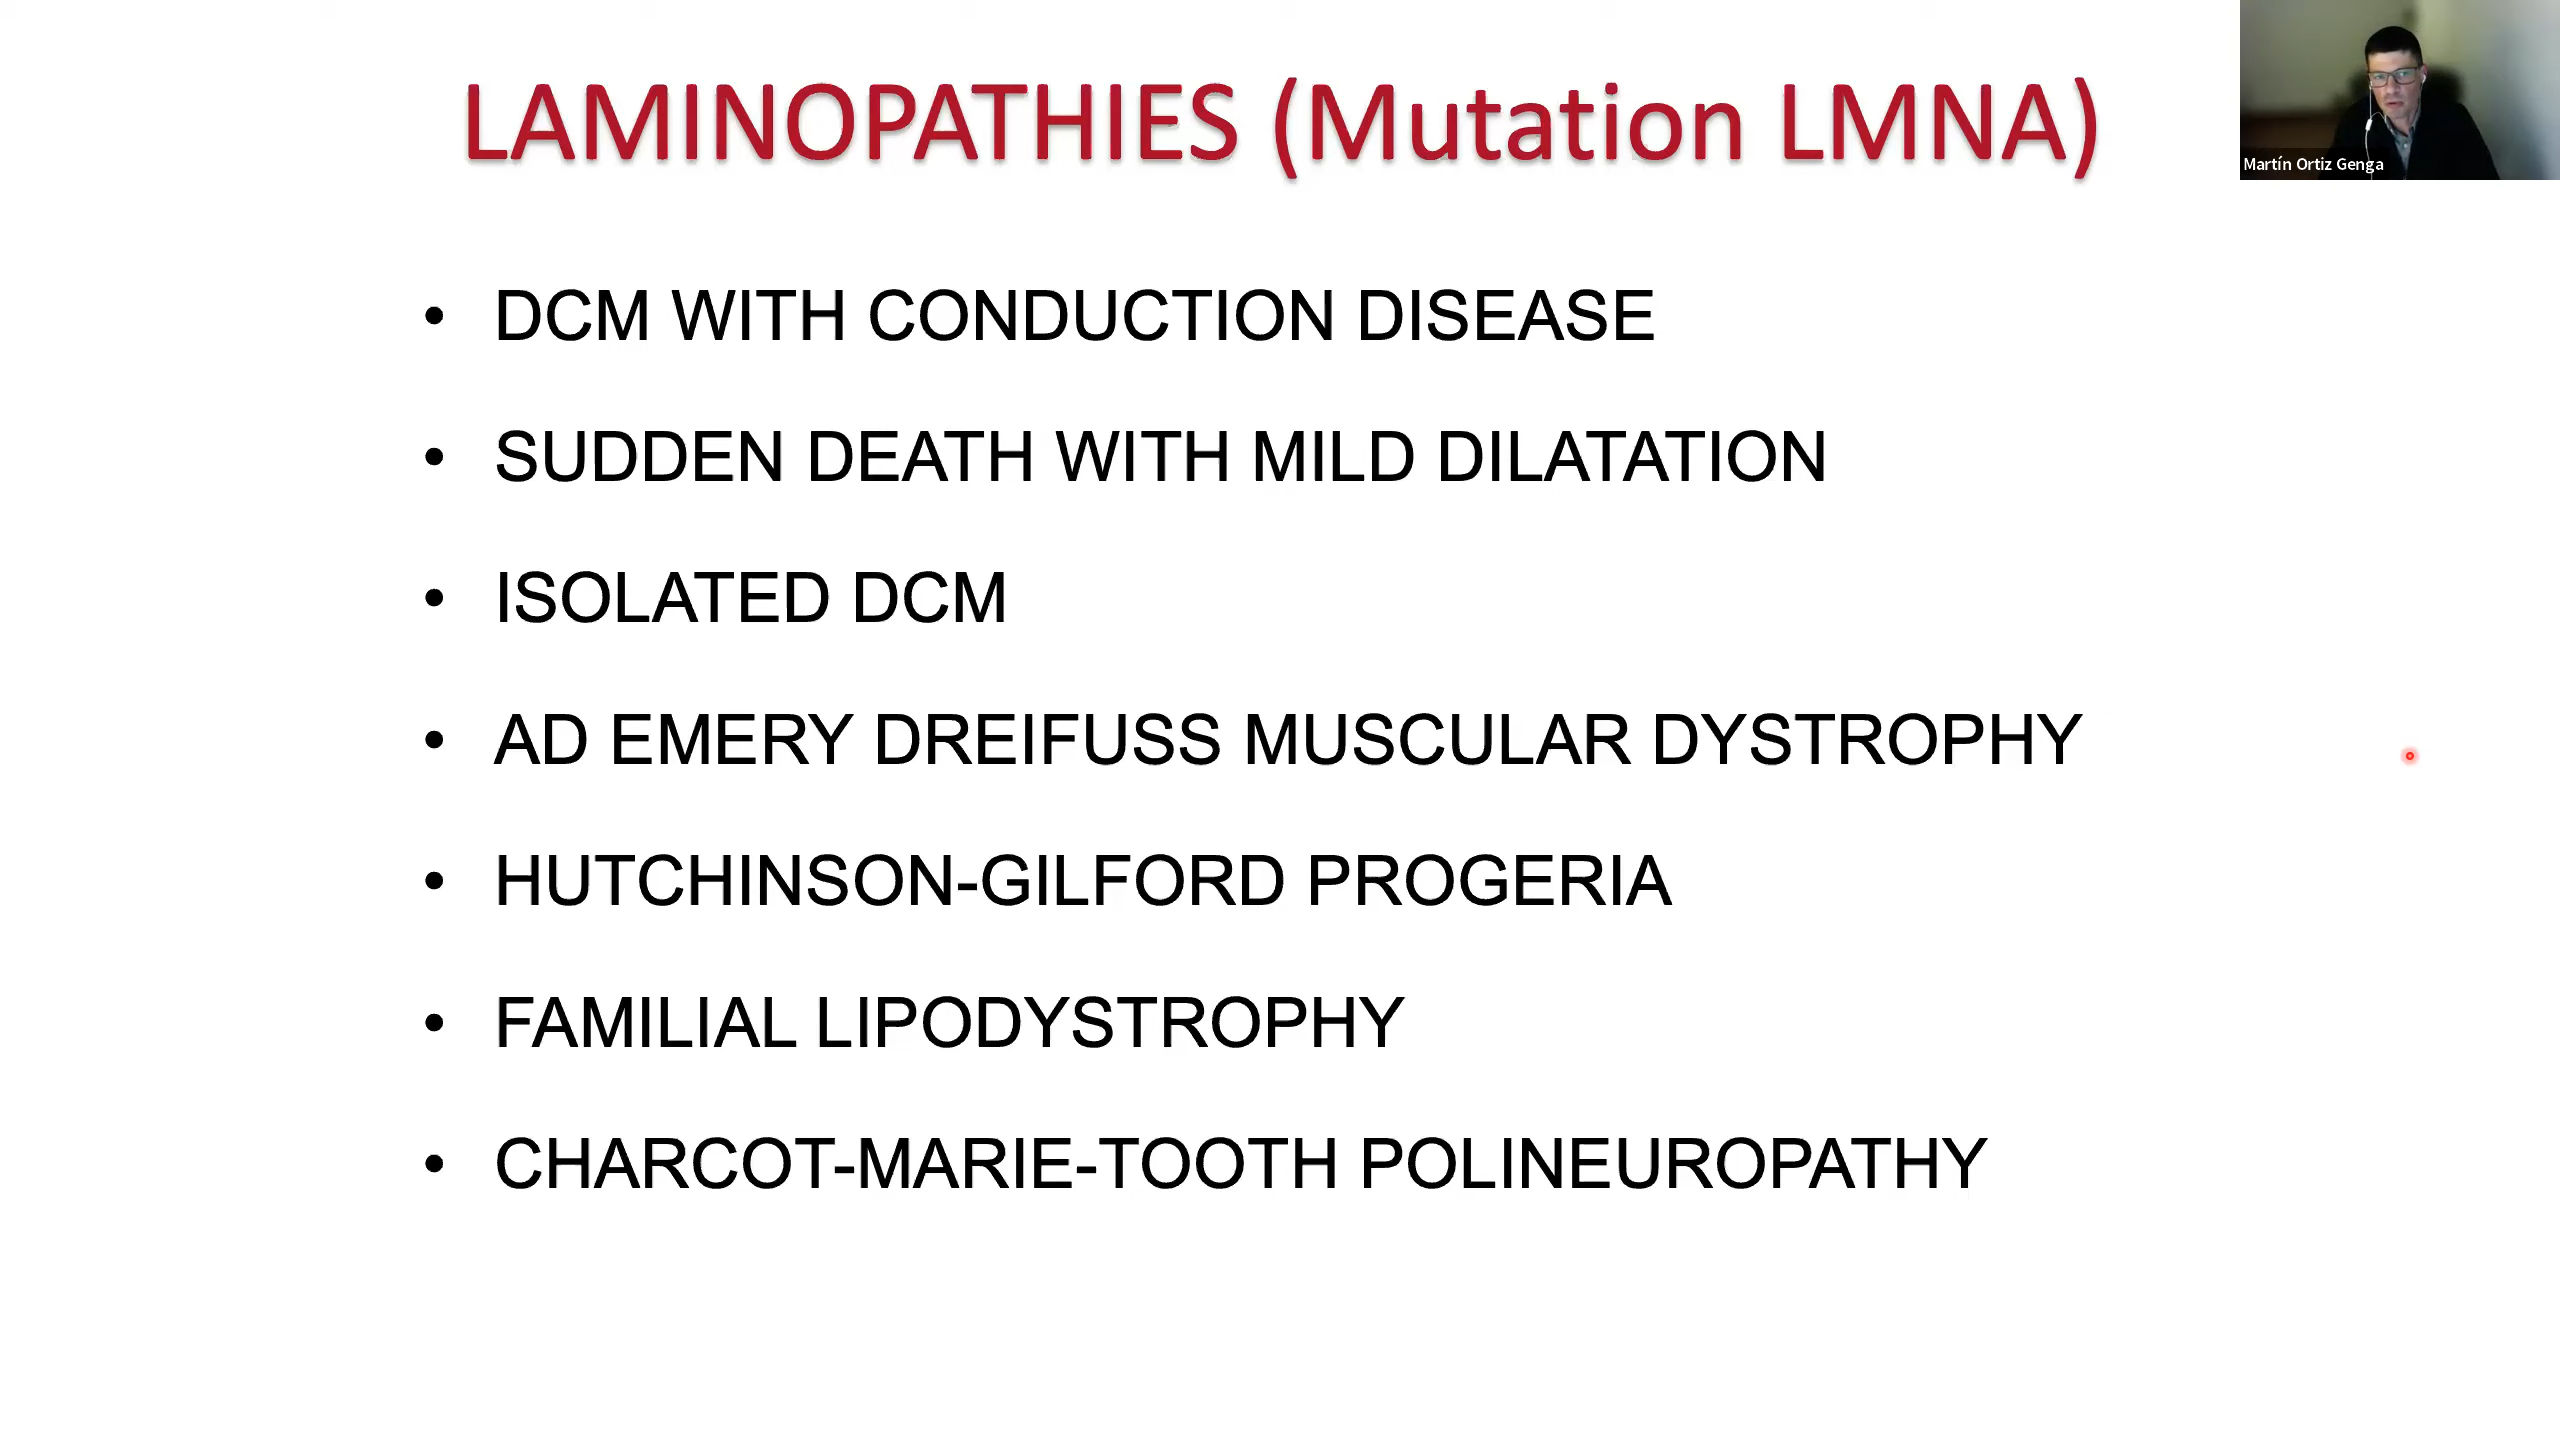 LAMINOPATHIES (Mutation LMNA)
Martín Ortiz Genga
• DCM WITH CONDUCTION DISEASE
• SUDDEN DEATH WITH MILD DILATATION
• ISOLATED DCM
• AD EMERY DREIFUSS MUSCULAR DYSTROPHY
• HUTCHINSON-GILFORD PROGERIA
• FAMILIAL LIPODYSTROPHY
• CHARCOT-MARIE-TOOTH POLINEUROPATHY